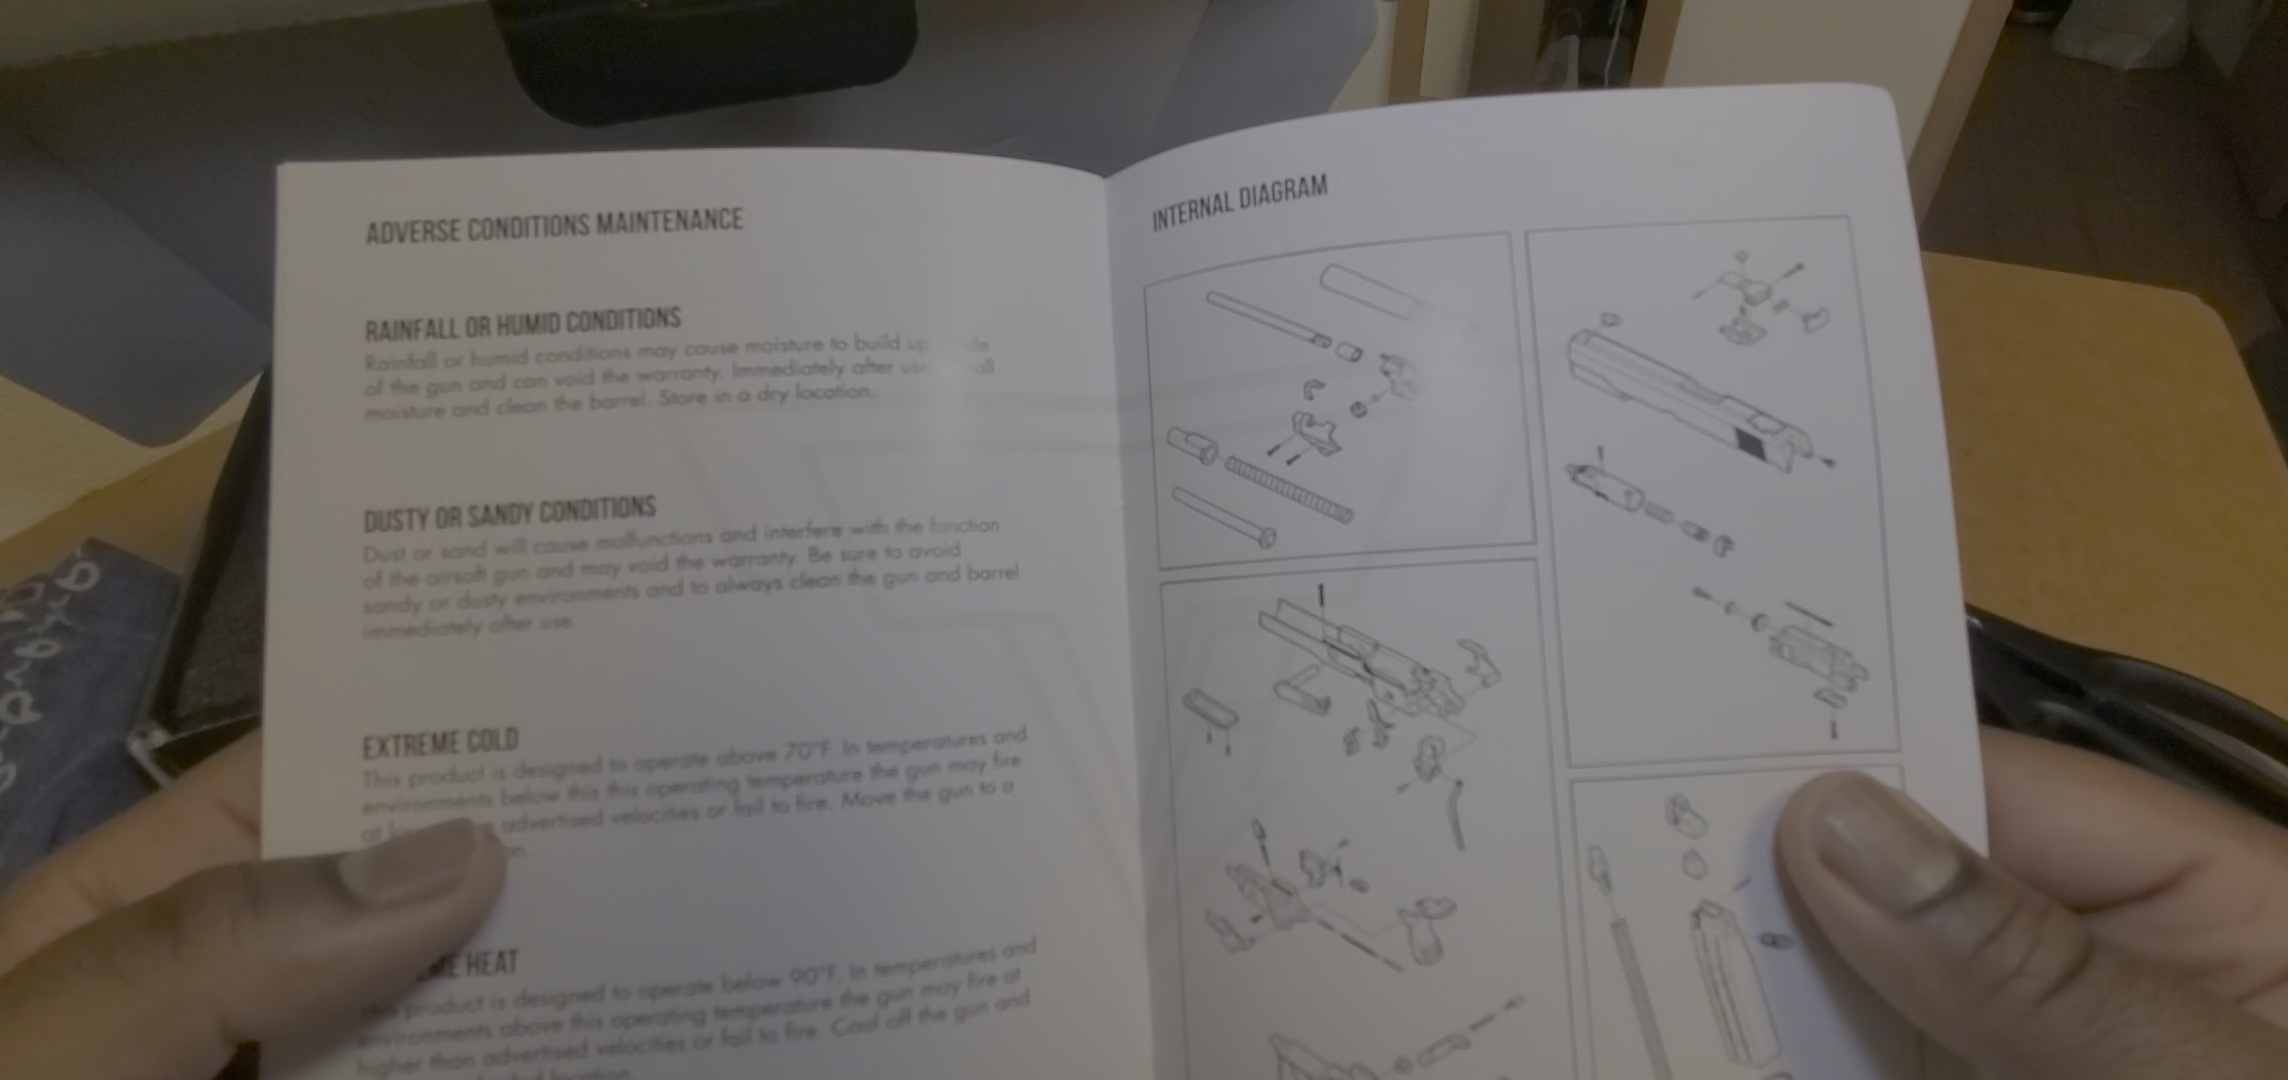 ADVERSE CONDITIONS MAINTENANCE
RAINFALL OR HUMID CONDITIONS
Rainfall or humid conditions may cause moisture to build up
of the gun and can void the warranty. Immediately after all
moisture and clean the barrel. Store in a dry location.
DUSTY OR SANDY CONDITIONS
Dust or sand will cause malfunctions and interfere with the function
of the airsoft gun and may void the warranty. Be sure to avoid
sandy or dusty environments and to always clean the gun and barrel
immediately after use.
EXTREME COLD
This product is designed to operate above 70°F. In temperatures and
environments below this this operating temperature the gun may fire
at advertised velocities or fail to fire. Move the gun to a
HEAT
product is designed to operate below 90°F. In temperatures and
environments above this operating temperature the gun may fire at
higher than advertised velocities or fail to fire. Cool off the gun and
location.
INTERNAL DIAGRAM